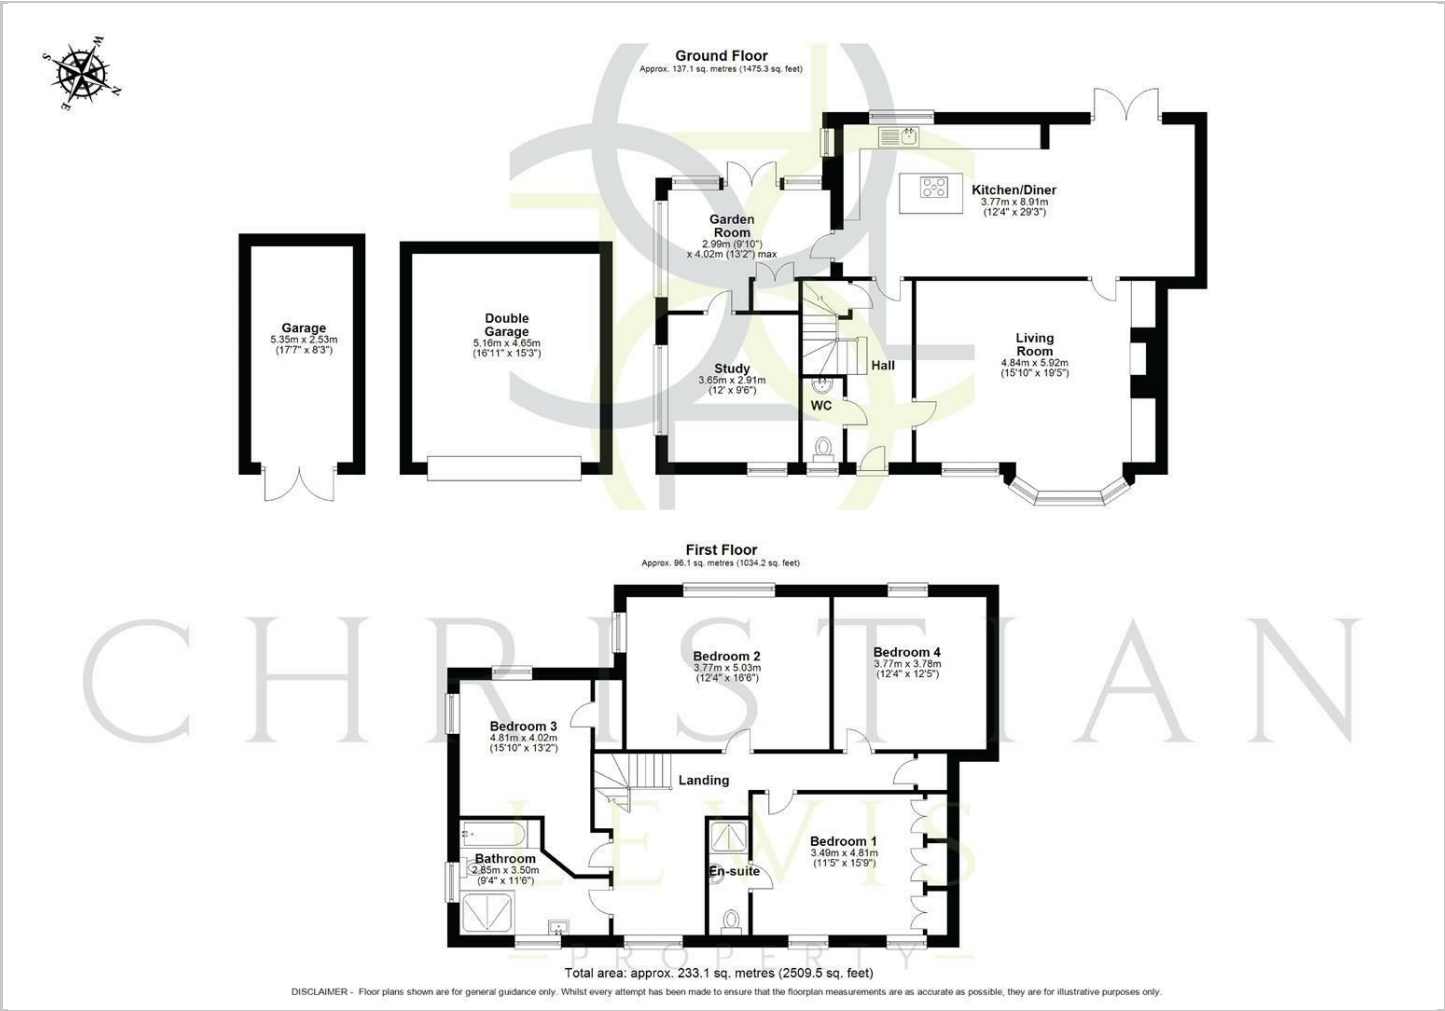 W
S
N
E
Ground Floor
Approx. 137.1 sq. metres (1475.3 sq. feet)
Kitchen/Diner
3.77m x 8.91m
(12'4" x 29'3")
Garden
Room
2.99m (9'10")
x 4.02m (13'2") max
Garage
5.35m x 2.53m
(17'7" x 8'3")
Double
Garage
5.16m x 4.65m
(16'11" x 15'3")
Study
3.65m x 2.91m
(12' x 9'6")
WC
Hall
Living
Room
4.84m x 5.92m
(15'10" x 19'5")
First Floor
Approx. 96.1 sq. metres (1034.2 sq. feet)
CHRISTIAN
Bedroom 2
3.77m x 5.03m
(12'4" x 16'6")
Bedroom 4
3.77m x 3.78m
(12'4" x 12'5")
Bedroom 3
4.81m x 4.02m
(15'10" x 13'2")
Landing
LEWIS
Bedroom 1
3.49m x 4.81m
(11'5" x 15'9")
Bathroom
2.85m x 3.50m
(9'4" x 11'6")
En-suite
PROPERTY
Total area: approx. 233.1 sq. metres (2509.5 sq. feet)
DISCLAIMER - Floor plans shown are for general guidance only. Whilst every attempt has been made to ensure that the floorplan measurements are as accurate as possible, they are for illustrative purposes only.